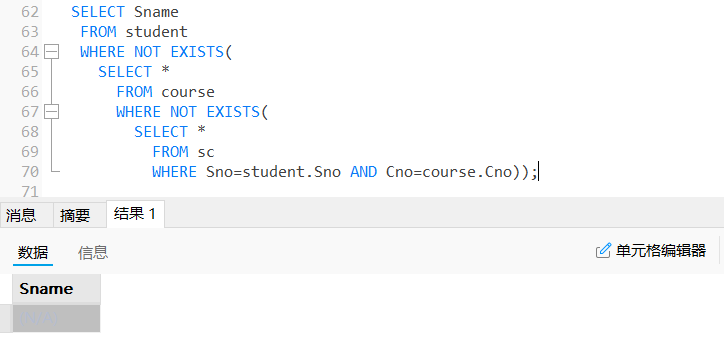 62 SELECT Sname
63 FROM student
64 WHERE NOT EXISTS(
65 SELECT *
66 FROM course
67 WHERE NOT EXISTS(
68 SELECT *
69 FROM sc
70 WHERE Sno=student.Sno AND Cno=course.Cno));
71
消息 摘要 结果 1
数据 信息 单元格编辑器
Sname